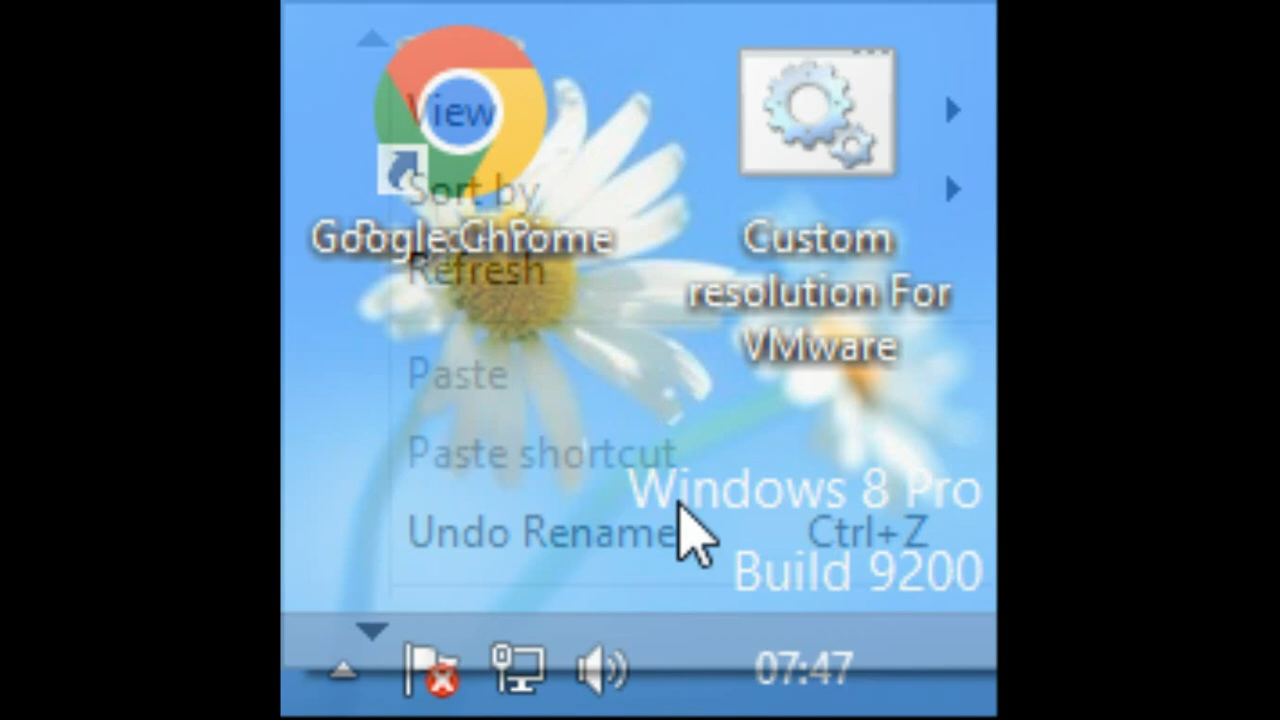 View
Sort by
Google Chrome
Custom
resolution For
VMware
Refresh
Paste
Paste shortcut
Windows 8 Pro
Undo Rename Ctrl+Z
Build 9200
07:47